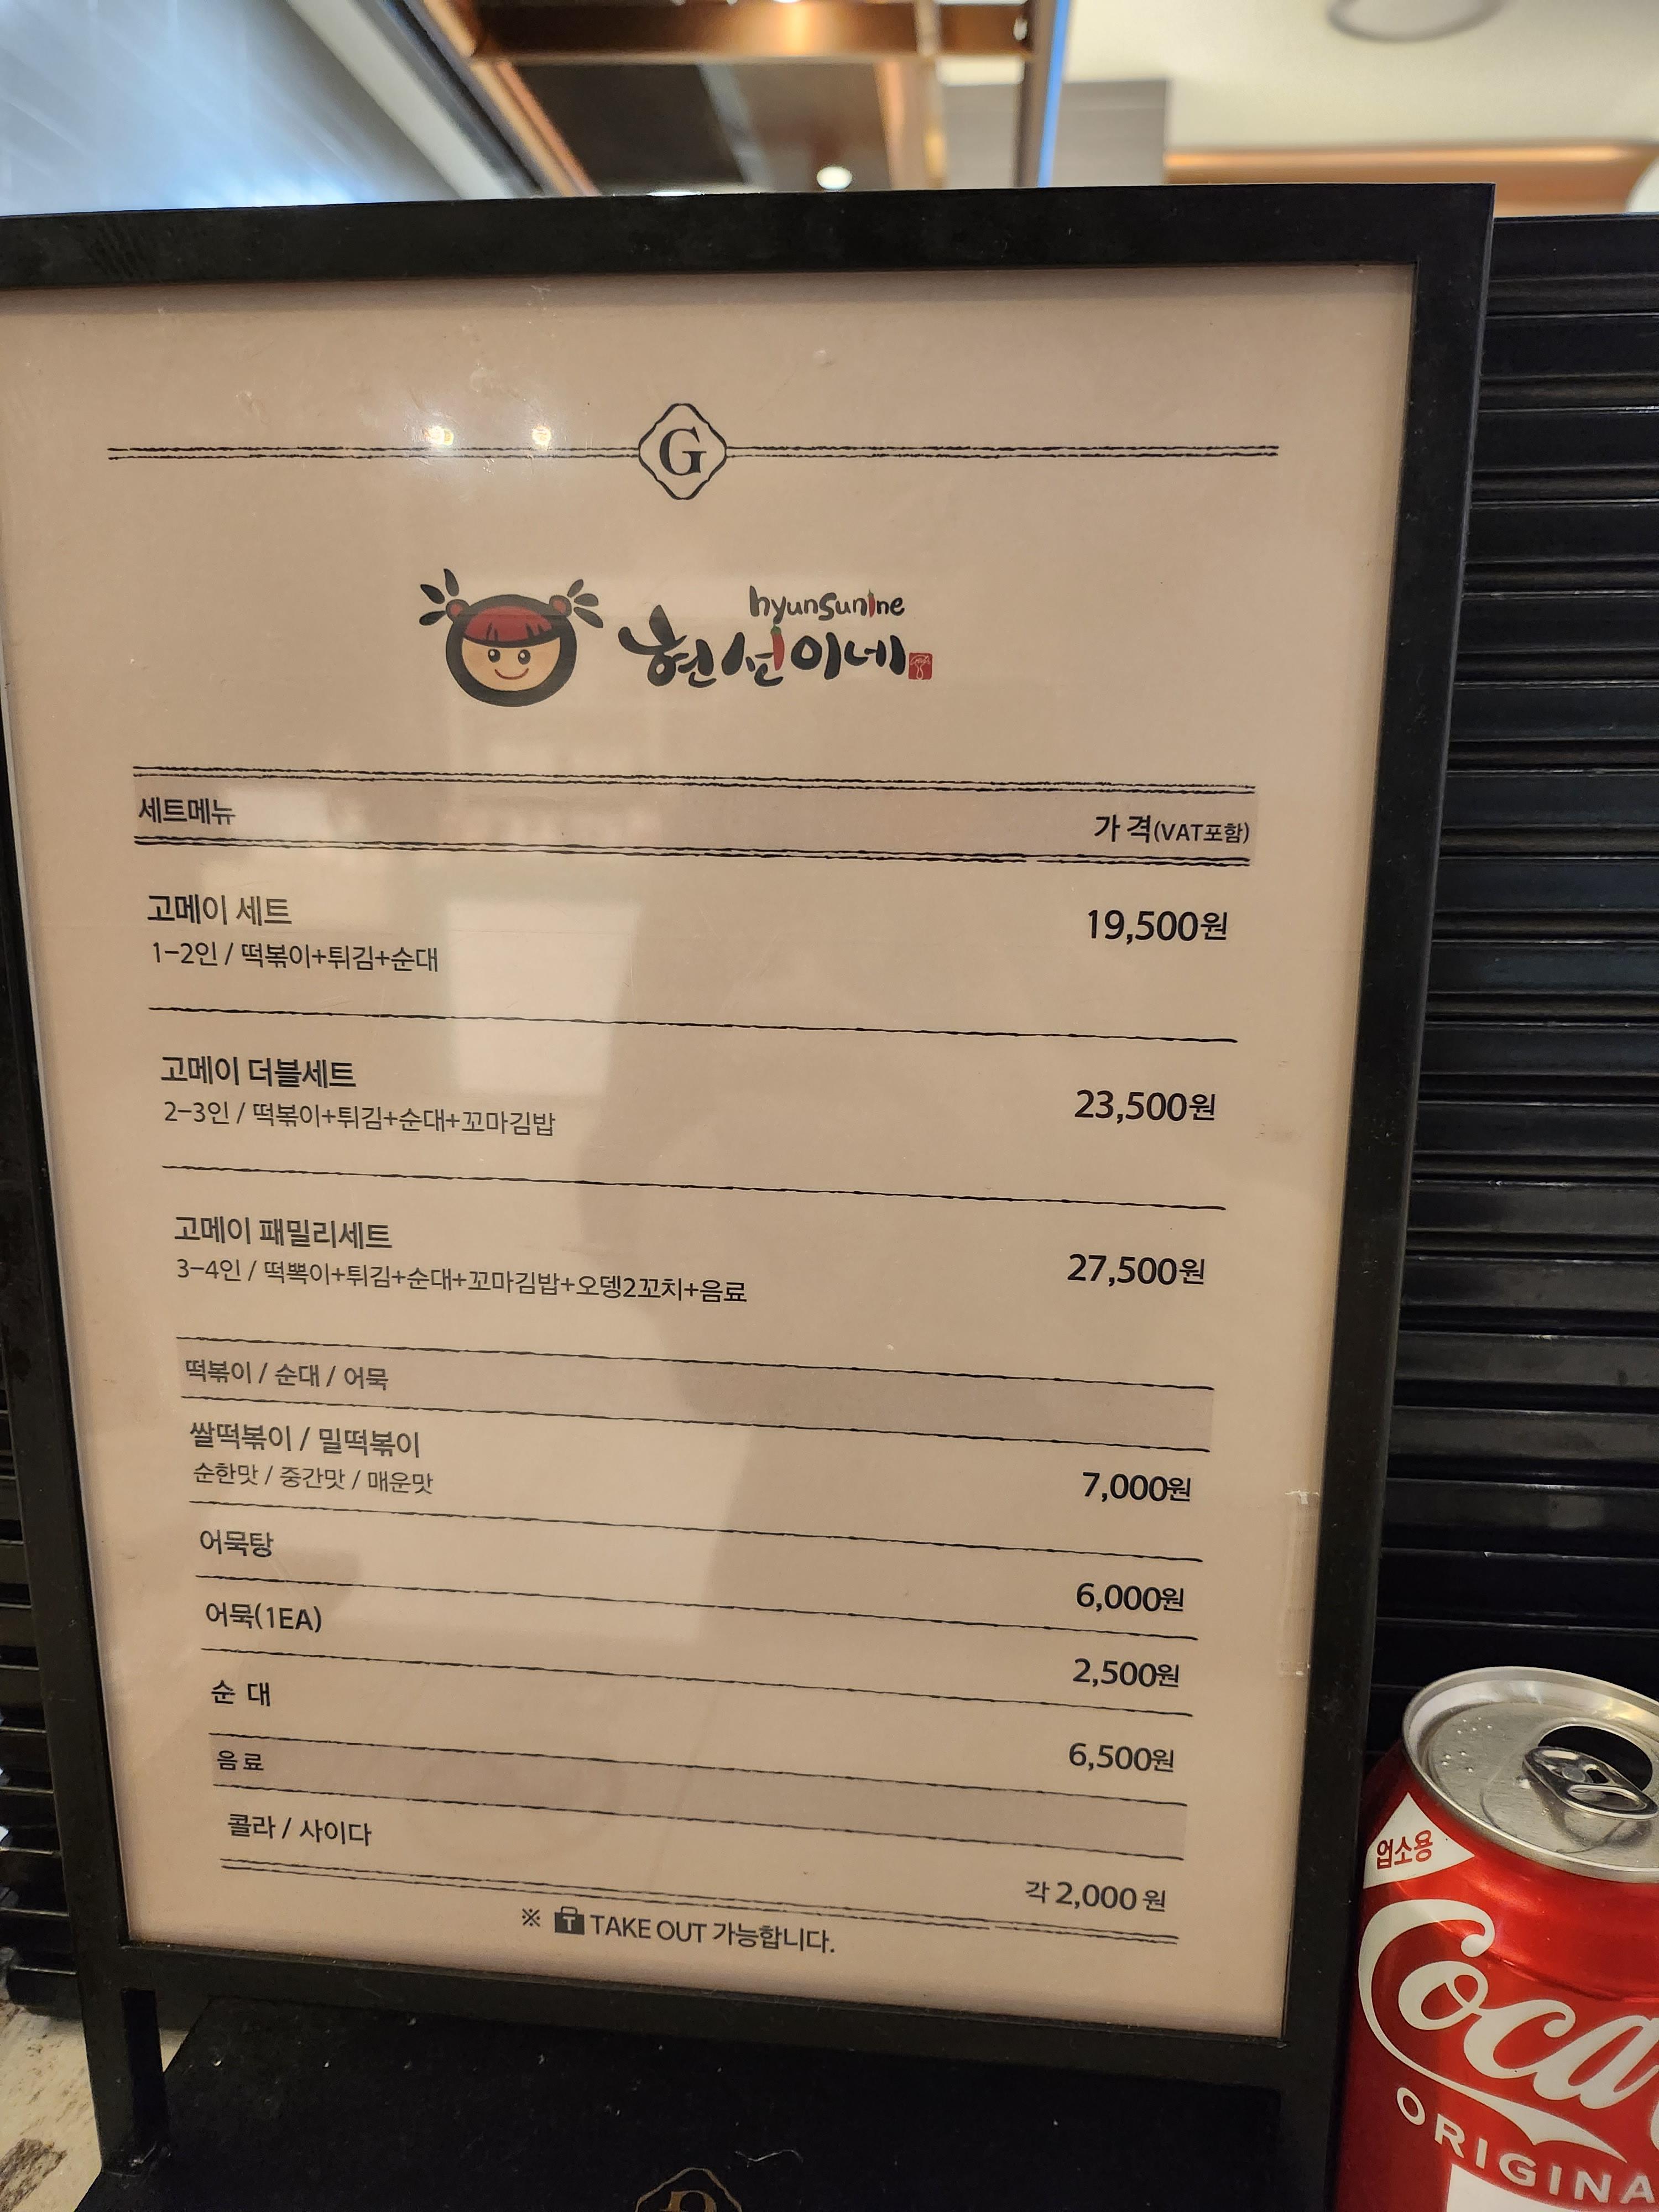 G
hyunsunine
현선이네
세트메뉴 가 격(VAT포함)
고메이 세트 19,500원
1-2인 / 떡볶이+튀김+순대
고메이 더블세트 23,500원
2-3인 / 떡볶이+튀김+순대+꼬마김밥
고메이 패밀리세트 27,500원
3-4인 / 떡뽁이+튀김+순대+꼬마김밥+오뎅2꼬치+음료
떡볶이 / 순대 / 어묵
쌀떡볶이 / 밀떡볶이
순한맛 / 중간맛 / 매운맛 7,000원
어묵탕 6,000원
어묵(1EA) 2,500원
순 대 6,500원
음료
콜라 / 사이다 각 2,000 원
※ T TAKE OUT 가능합니다.
업소용
Coca
ORIGINA